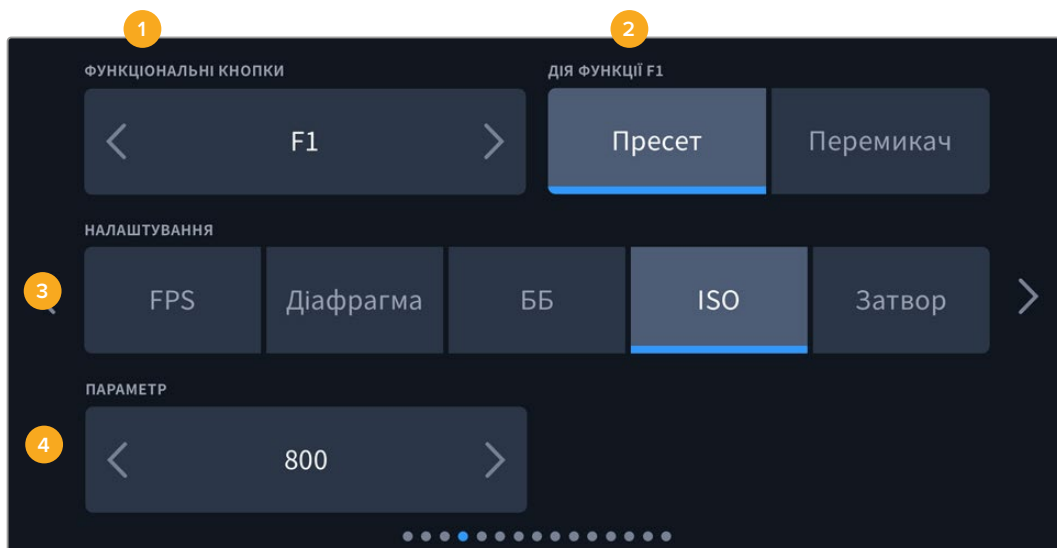 1 2
ФУНКЦІОНАЛЬНІ КНОПКИ ДІЯ ФУНКЦІЇ F1
F1 Пресет Перемикач
НАЛАШТУВАННЯ
3 FPS Діафрагма ББ ISO Затвор
ПАРАМЕТР
4 800